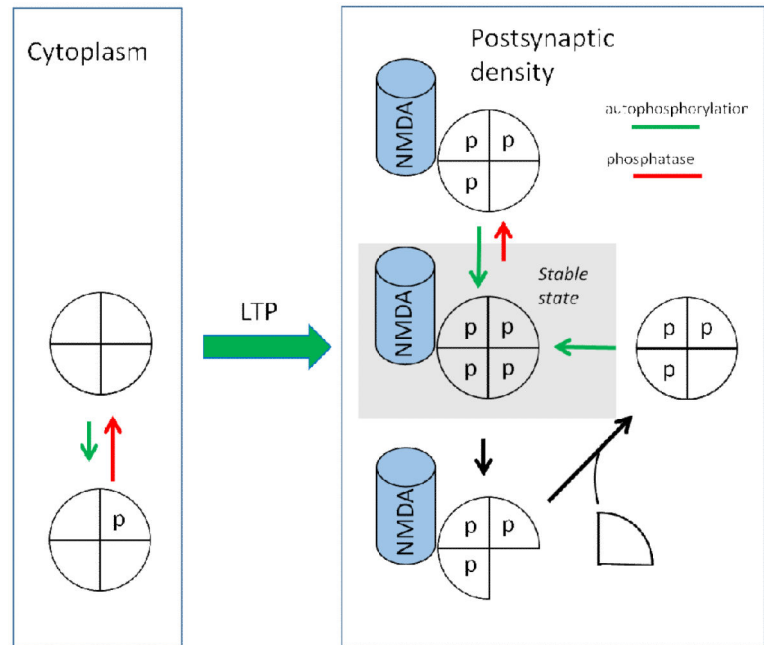 Cytoplasm
p
LTP
Postsynaptic
density
NMDA
p p
p
autophosphorylation
phosphatase
NMDA
Stable
state
p p
p p
p p
p
NMDA
p p
p